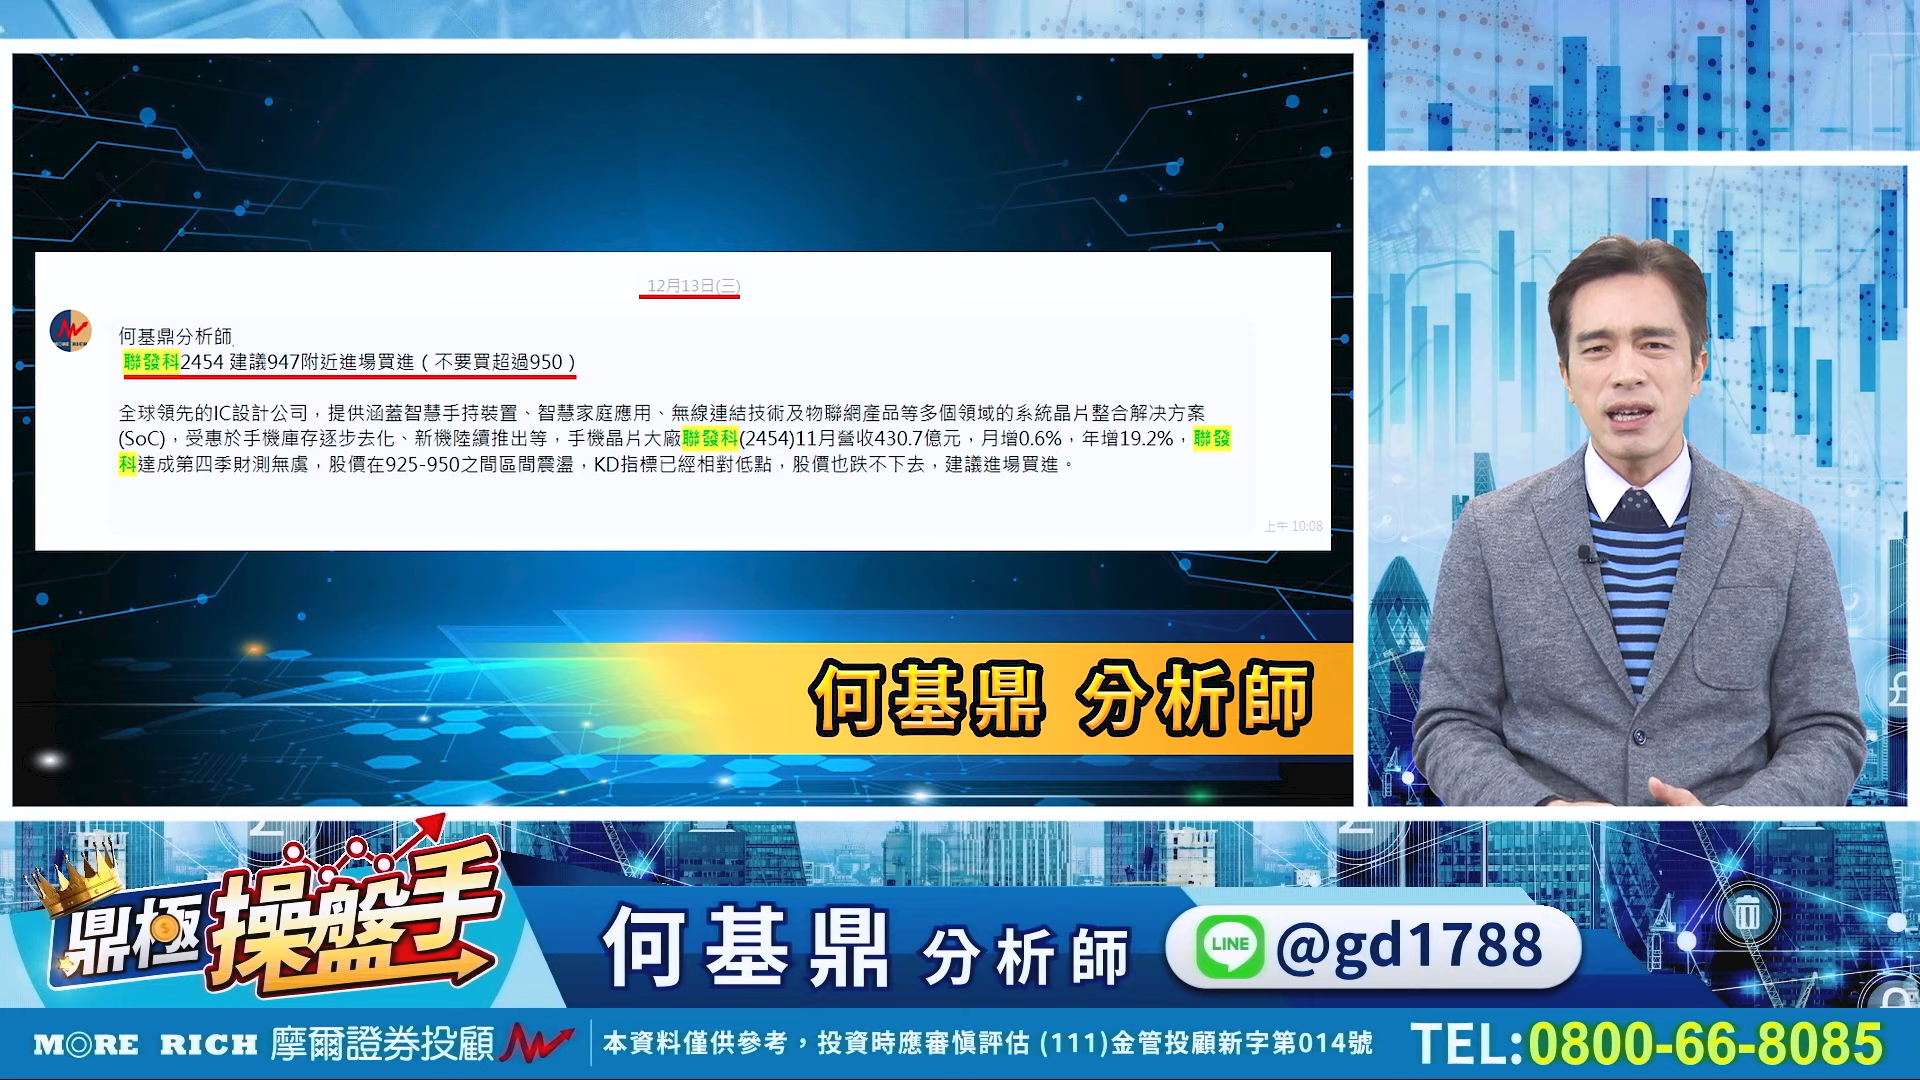 12月13日(三)
何基鼎分析師
聯發科2454 建議947附近進場買進（不要買超過950）
全球領先的IC設計公司，提供涵蓋智慧手持裝置、智慧家庭應用、無線連結技術及物聯網產品等多個領域的系統晶片整合解決方案
(SoC)，受惠於手機庫存逐步去化、新機陸續推出等，手機晶片大廠聯發科(2454)11月營收430.7億元，月增0.6%，年增19.2%，聯發
科達成第四季財測無虞，股價在925-950之間區間震盪，KD指標已經相對低點，股價也跌不下去，建議進場買進。
上午 10:08
何基鼎 分析師
鼎極操盤手
何基鼎 分析師
LINE @gd1788
MORE RICH 摩爾證券投顧
本資料僅供參考，投資時應審慎評估 (111)金管投顧新字第014號
TEL:0800-66-8085